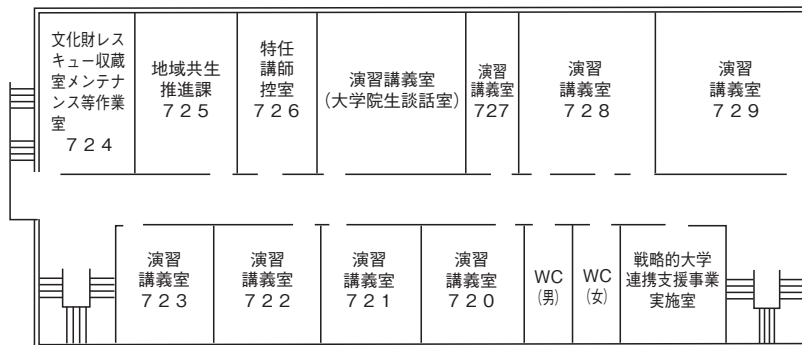 文化財レス
キュー収蔵
室メンテナ
ンス等作業
室
７２４
地域共生
推進課
７２５
特任
講師
控室
７２６
演習講義室
(大学院生談話室)
演習
講義室
727
演習
講義室
７２８
演習
講義室
７２９
演習
講義室
７２３
演習
講義室
７２２
演習
講義室
７２１
演習
講義室
７２０
WC
(男)
WC
(女)
戦略的大学
連携支援事業
実施室